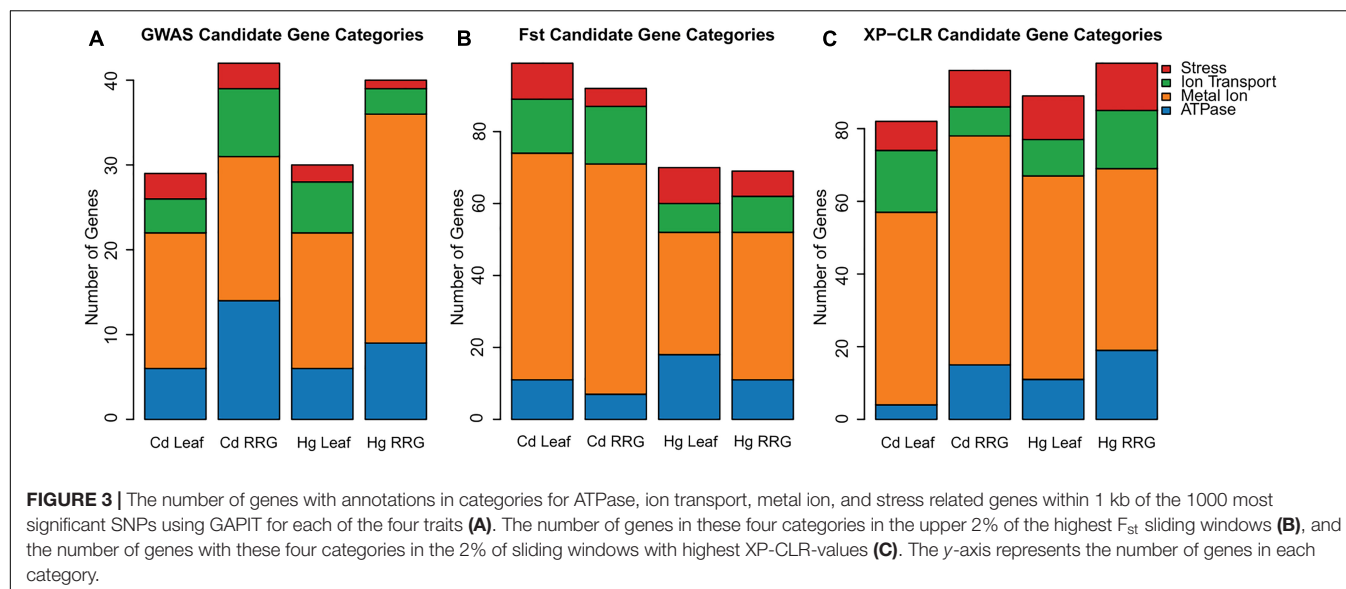 A
GWAS Candidate Gene Categories
Number of Genes
0
10
20
30
40
Cd Leaf
Cd RRG
Hg Leaf
Hg RRG
B
Fst Candidate Gene Categories
Number of Genes
0
20
40
60
80
Cd Leaf
Cd RRG
Hg Leaf
Hg RRG
C
XP−CLR Candidate Gene Categories
Number of Genes
0
20
40
60
80
Cd Leaf
Cd RRG
Hg Leaf
Hg RRG
Stress
Ion Transport
Metal Ion
ATPase
FIGURE 3 | The number of genes with annotations in categories for ATPase, ion transport, metal ion, and stress related genes within 1 kb of the 1000 most
significant SNPs using GAPIT for each of the four traits (A). The number of genes in these four categories in the upper 2% of the highest Fst sliding windows (B), and
the number of genes with these four categories in the 2% of sliding windows with highest XP-CLR-values (C). The y-axis represents the number of genes in each
category.